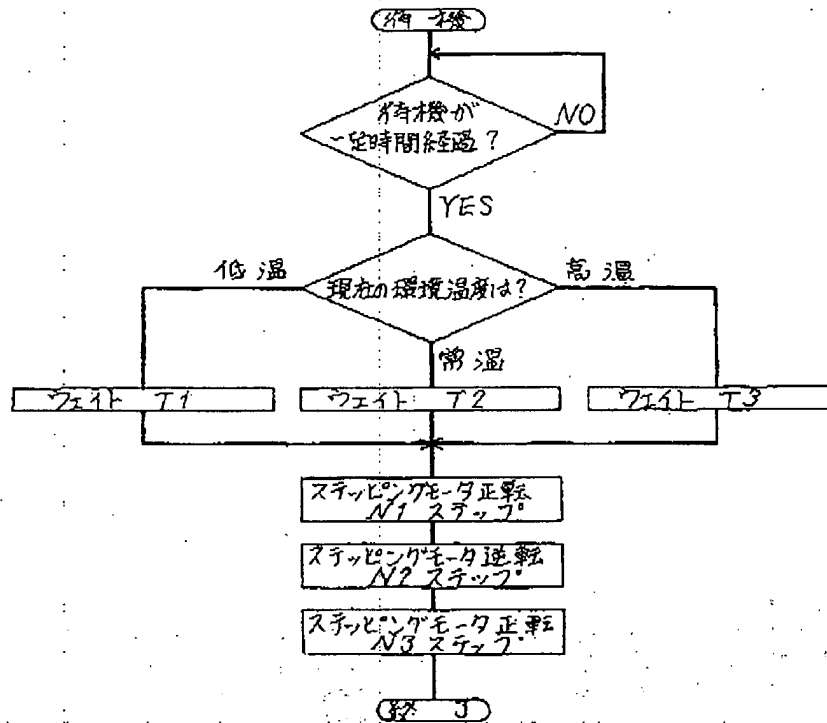 待機
待機が
一定時間経過?
NO
YES
低温
現在の環境温度は?
高温
常温
ウェイト T1
ウェイト T2
ウェイト T3
ステッピングモータ正転
N1 ステップ
ステッピングモータ逆転
N2 ステップ
ステッピングモータ正転
N3 ステップ
終了